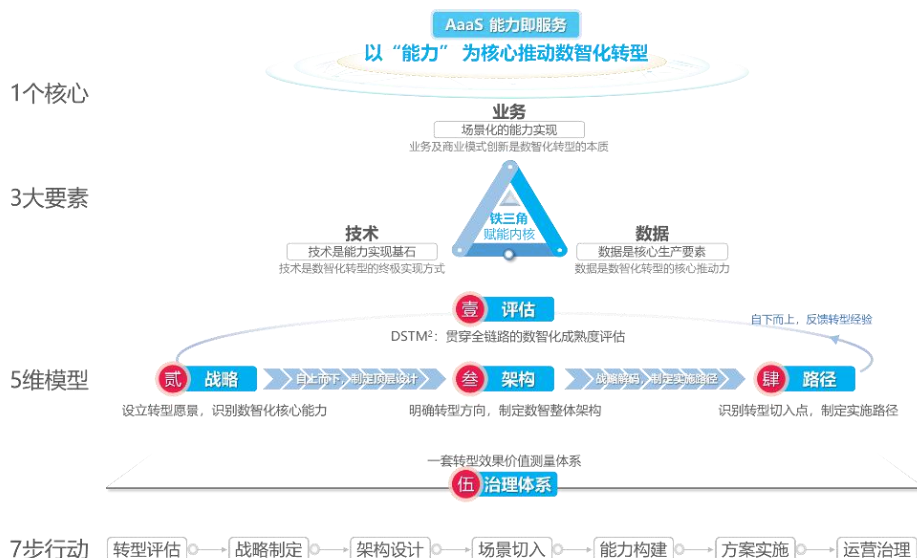 AaaS 能力即服务
以“能力”为核心推动数智化转型
1个核心
业务
场景化的能力实现
业务及商业模式创新是数智化转型的本质
3大要素
铁三角
赋能内核
技术
技术是能力实现基石
技术是数智化转型的终极实现方式
数据
数据是核心生产要素
数据是数智化转型的核心推动力
壹 评估
DSTM²：贯穿全链路的数智化成熟度评估
自下而上，反馈转型经验
5维模型
贰 战略
自上而下，制定顶层设计
叁 架构
战略解码，制定实施路径
肆 路径
设立转型愿景，识别数智化核心能力
明确转型方向，制定数智整体架构
识别转型切入点，制定实施路径
一套转型效果价值测量体系
伍 治理体系
7步行动
转型评估
战略制定
架构设计
场景切入
能力构建
方案实施
运营治理